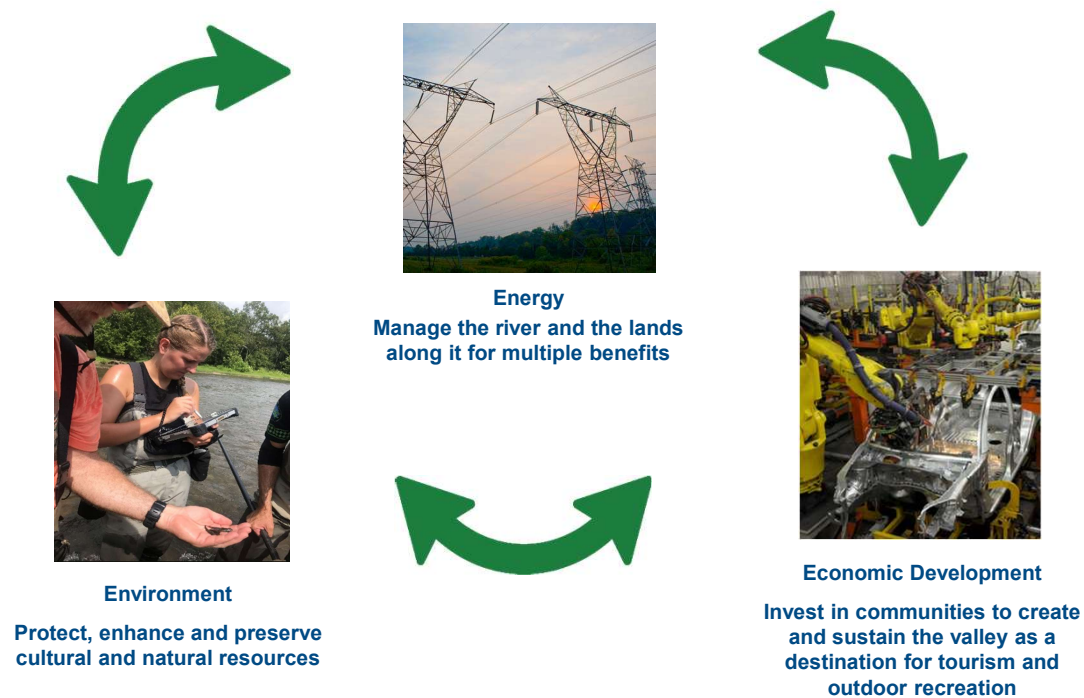 Energy
Manage the river and the lands
along it for multiple benefits
Environment
Protect, enhance and preserve
cultural and natural resources
Economic Development
Invest in communities to create
and sustain the valley as a
destination for tourism and
outdoor recreation